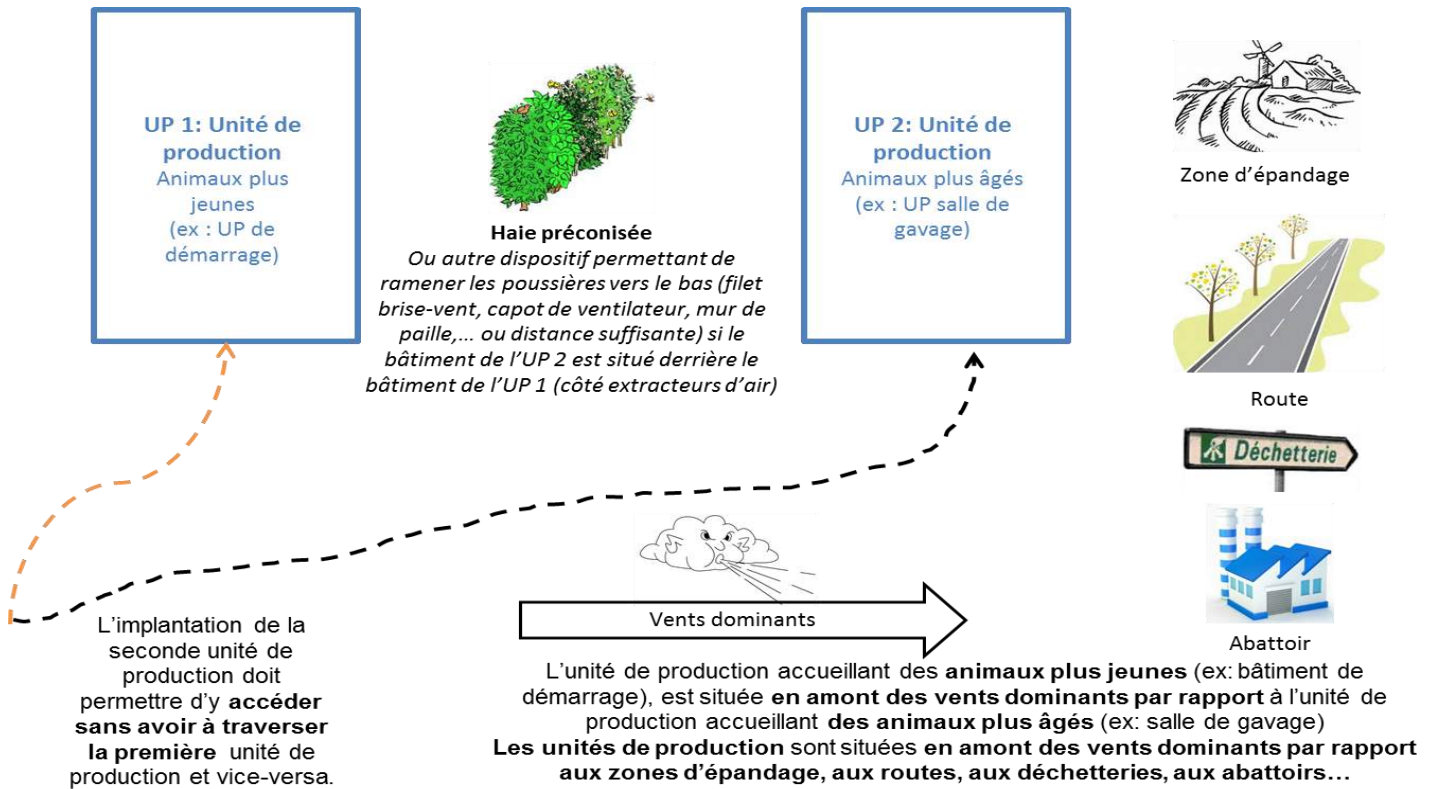 UP 1: Unité de
production
Animaux plus
jeunes
(ex : UP de
démarrage)
Haie préconisée
Ou autre dispositif permettant de
ramener les poussières vers le bas (filet
brise-vent, capot de ventilateur, mur de
paille,... ou distance suffisante) si le
bâtiment de l'UP 2 est situé derrière le
bâtiment de l'UP 1 (côté extracteurs d'air)
UP 2: Unité de
production
Animaux plus âgés
(ex : UP salle de
gavage)
Zone d'épandage
Route
Déchetterie
Abattoir
Vents dominants
L'implantation de la
seconde unité de
production doit
permettre d'y accéder
sans avoir à traverser
la première unité de
production et vice-versa.
L'unité de production accueillant des animaux plus jeunes (ex: bâtiment de
démarrage), est située en amont des vents dominants par rapport à l'unité de
production accueillant des animaux plus âgés (ex: salle de gavage)
Les unités de production sont situées en amont des vents dominants par rapport
aux zones d'épandage, aux routes, aux déchetteries, aux abattoirs…